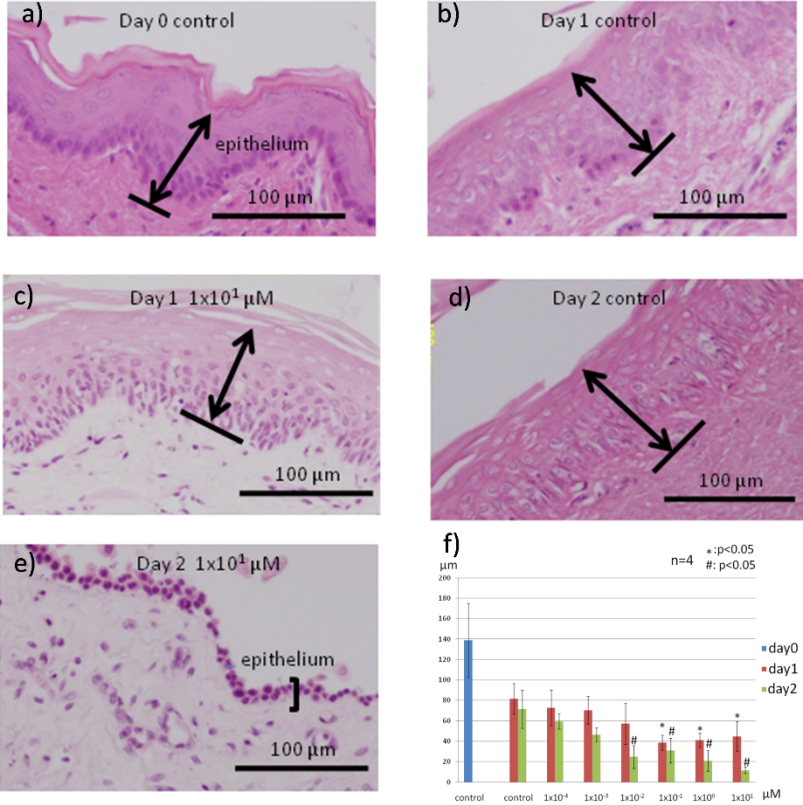 a)
Day 0 control
epithelium
100 μm
b)
Day 1 control
100 μm
c)
Day 1 1x10¹ μM
100 μm
d)
Day 2 control
100 μm
e)
Day 2 1x10¹ μM
epithelium
100 μm
f)
μm
n=4
*:p<0.05
#: p<0.05
200
180
160
140
120
100
80
60
40
20
0
day0
day1
day2
#
* #
* #
* #
control control 1x10⁻⁴ 1x10⁻³ 1x10⁻² 1x10⁻¹ 1x10⁰ 1x10¹ μM